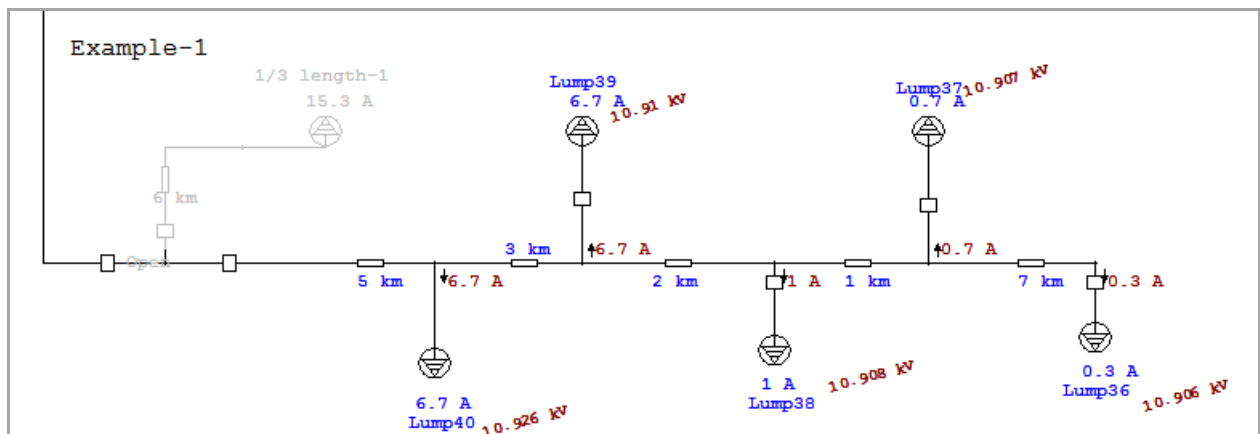 Example-1
1/3 length-1
15.3 A
6 km
Open
Lump39
6.7 A
10.91 kV
Lump37
0.7 A
10.907 kV
5 km
6.7 A
3 km
6.7 A
2 km
1 A
1 km
0.7 A
7 km
0.3 A
6.7 A
Lump40
10.926 kV
1 A
Lump38
10.908 kV
0.3 A
Lump36
10.906 kV